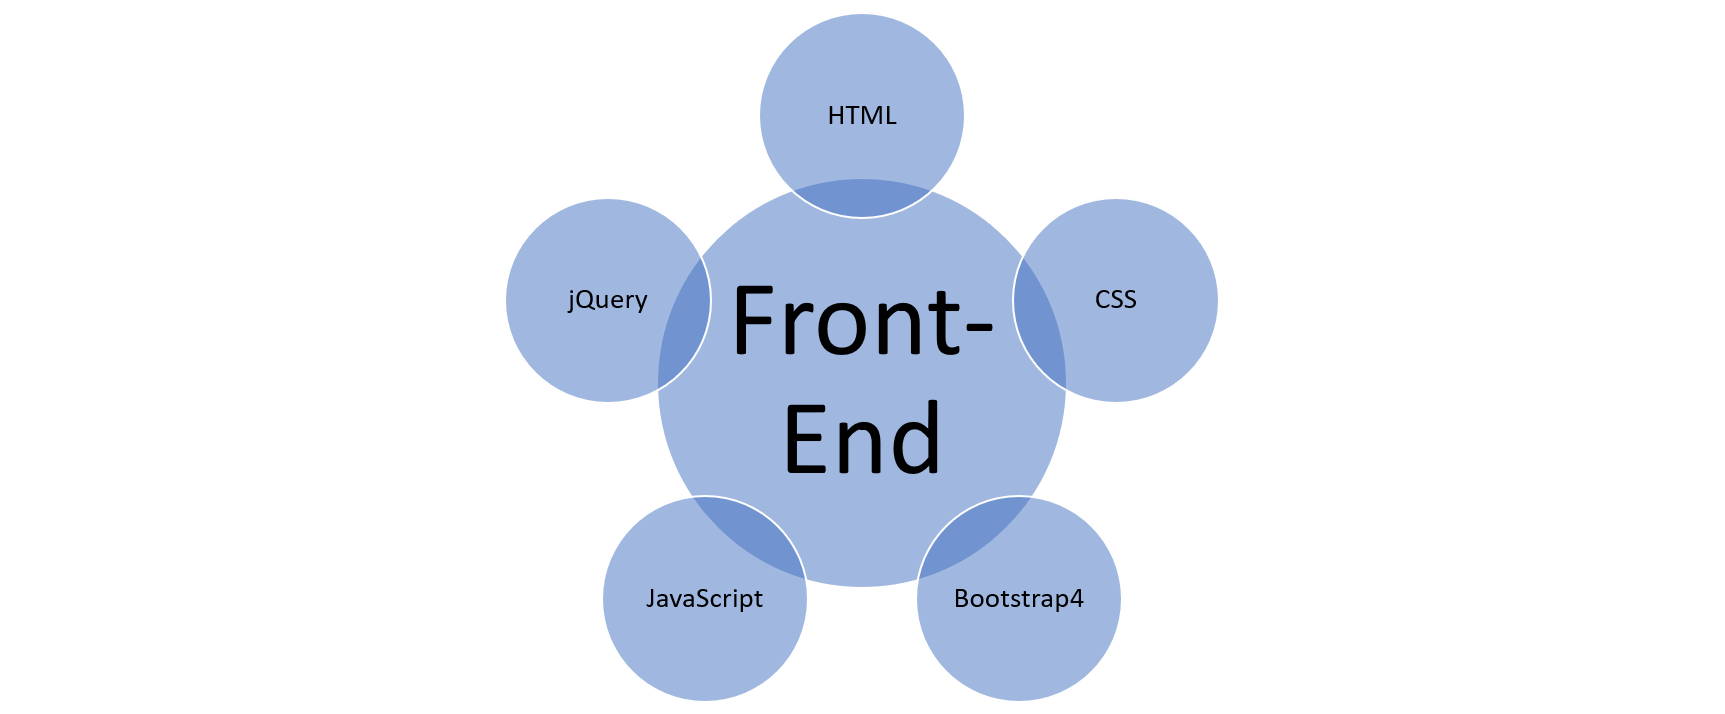 HTML
jQuery
CSS
Front-
End
JavaScript
Bootstrap4